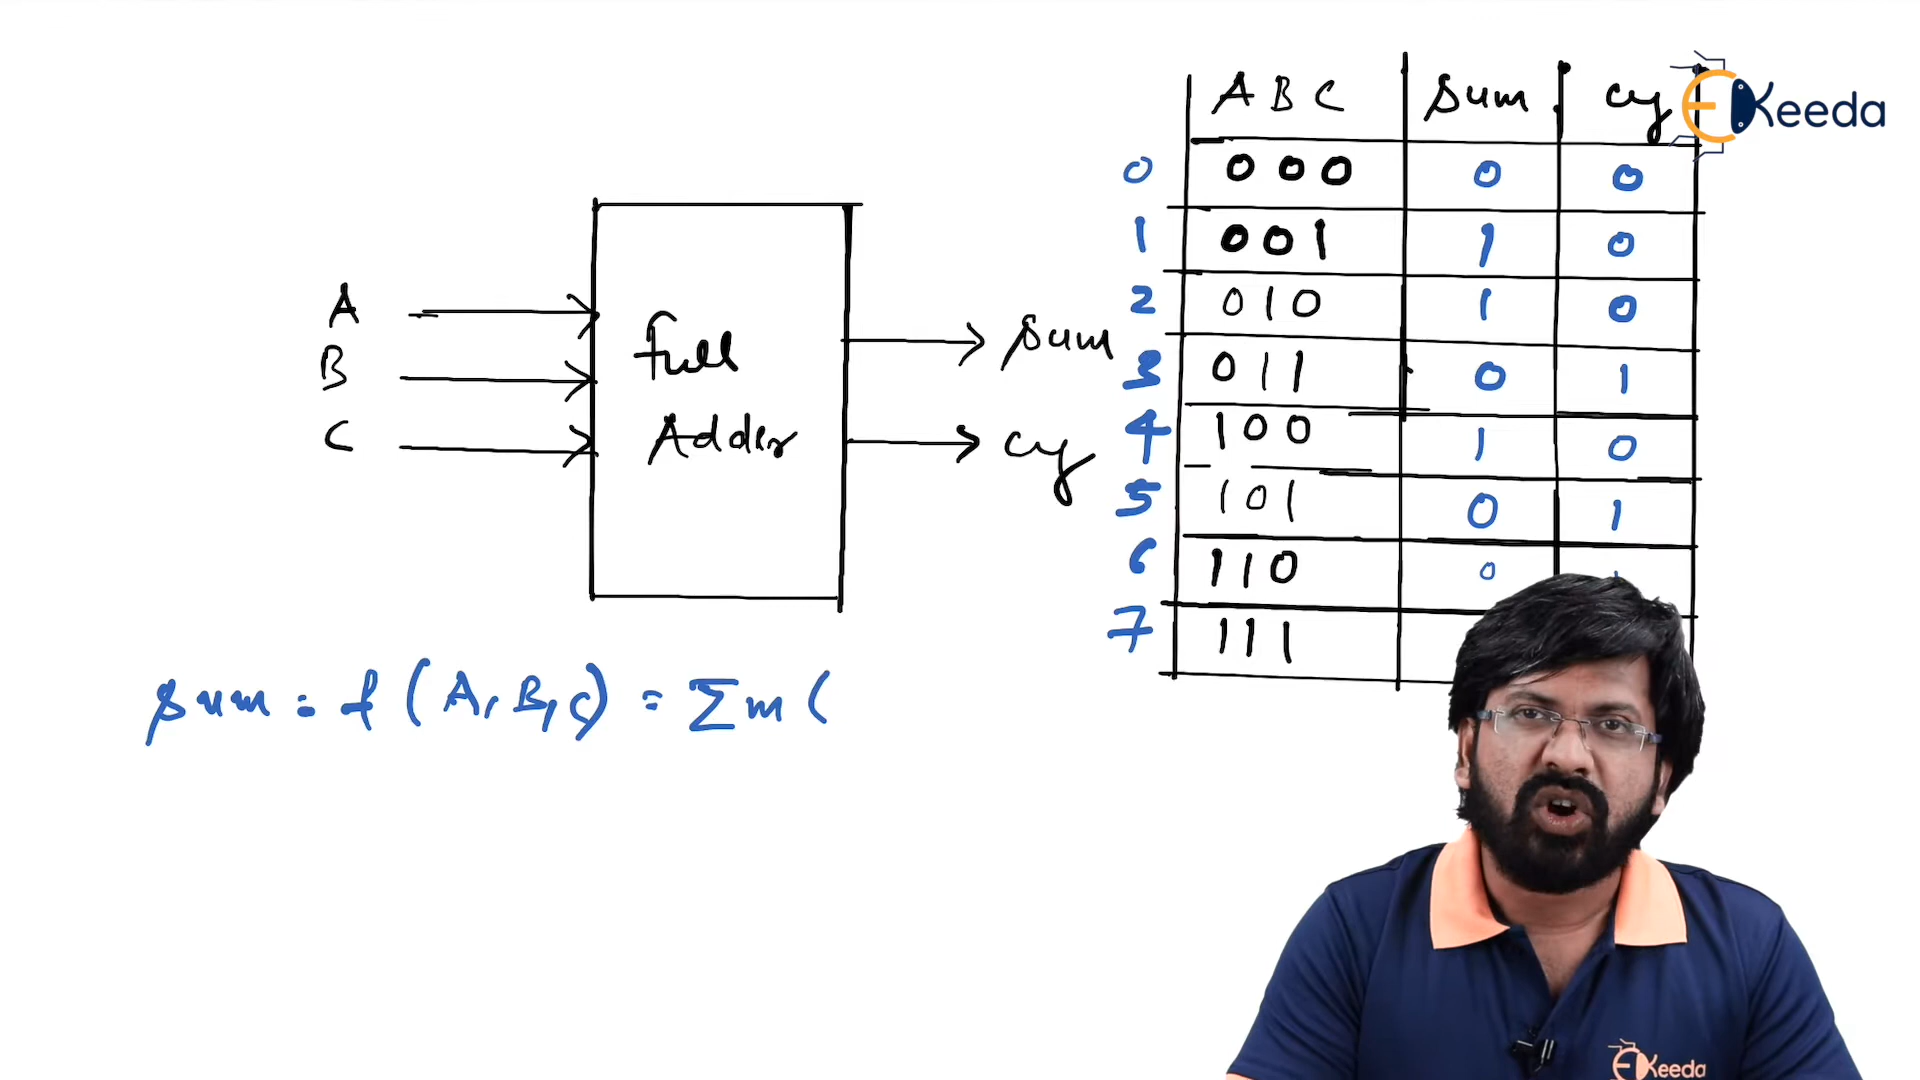 A B C sum cy
EKeeda
0 0 0 0 0 0
1 0 0 1 1 0
2 0 1 0 1 0
3 0 1 1 0 1
4 1 0 0 1 0
5 1 0 1 0 1
6 1 1 0 0
7 1 1 1
A
B
C
Full
Adder
sum
cy
sum = f (A, B, C) = Σm (
EKeeda